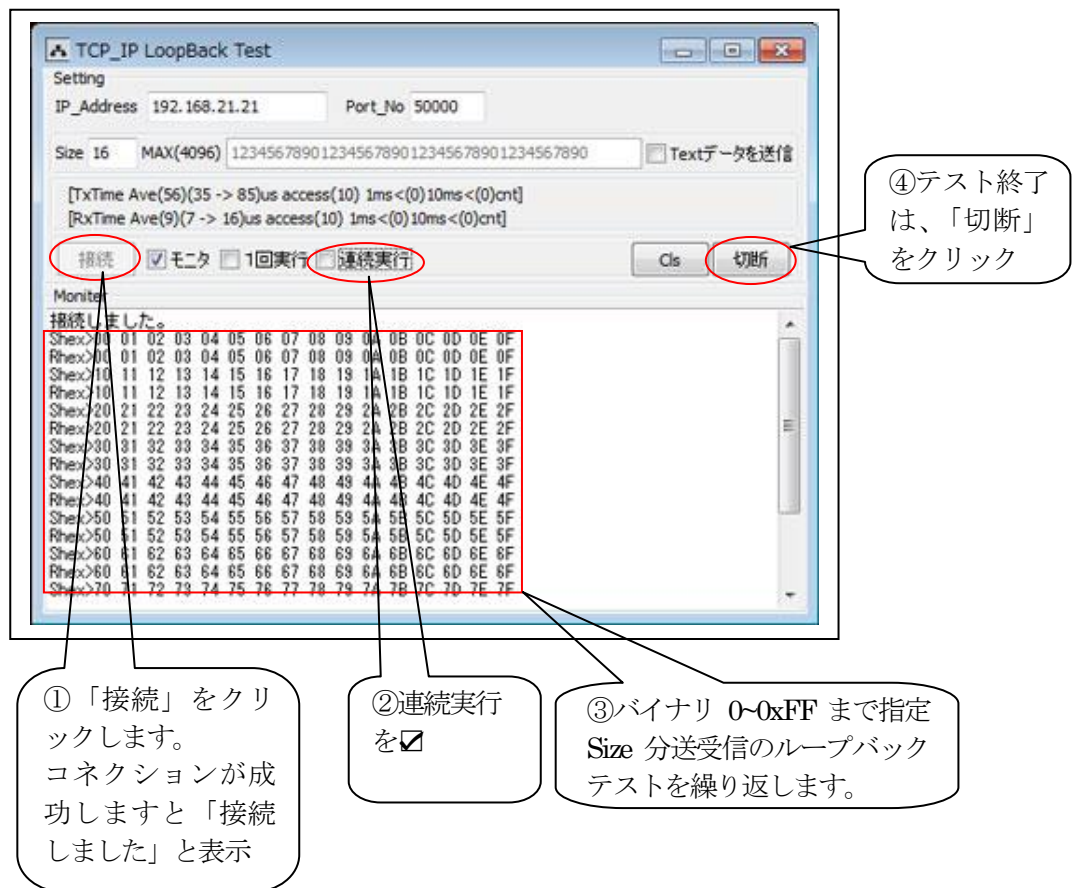 TCP_IP LoopBack Test
Setting
IP_Address 192.168.21.21 Port_No 50000
Size 16 MAX(4096) 1234567890123456789012345678901234567890 Textデータを送信
[TxTime Ave(56)(35 -> 85)us access(10) 1ms<(0)10ms<(0)cnt]
[RxTime Ave(9)(7 -> 16)us access(10) 1ms<(0)10ms<(0)cnt]
接続 モニタ 1回実行 連続実行 Cls 切断
Moniter
接続しました。
Shex>00 01 02 03 04 05 06 07 08 09 0A 0B 0C 0D 0E 0F
Rhex>00 01 02 03 04 05 06 07 08 09 0A 0B 0C 0D 0E 0F
Shex>10 11 12 13 14 15 16 17 18 19 1A 1B 1C 1D 1E 1F
Rhex>10 11 12 13 14 15 16 17 18 19 1A 1B 1C 1D 1E 1F
Shex>20 21 22 23 24 25 26 27 28 29 2A 2B 2C 2D 2E 2F
Rhex>20 21 22 23 24 25 26 27 28 29 2A 2B 2C 2D 2E 2F
Shex>30 31 32 33 34 35 36 37 38 39 3A 3B 3C 3D 3E 3F
Rhex>30 31 32 33 34 35 36 37 38 39 3A 3B 3C 3D 3E 3F
Shex>40 41 42 43 44 45 46 47 48 49 4A 4B 4C 4D 4E 4F
Rhex>40 41 42 43 44 45 46 47 48 49 4A 4B 4C 4D 4E 4F
Shex>50 51 52 53 54 55 56 57 58 59 5A 5B 5C 5D 5E 5F
Rhex>50 51 52 53 54 55 56 57 58 59 5A 5B 5C 5D 5E 5F
Shex>60 61 62 63 64 65 66 67 68 69 6A 6B 6C 6D 6E 6F
Rhex>60 61 62 63 64 65 66 67 68 69 6A 6B 6C 6D 6E 6F
Shex>70 71 72 73 74 75 76 77 78 79 7A 7B 7C 7D 7E 7F
④テスト終了
は、「切断」
をクリック
①「接続」をクリ
ックします。
コネクションが成
功しますと「接続
しました」と表示
②連続実行
を☑
③バイナリ 0~0xFF まで指定
Size 分送受信のループバック
テストを繰り返します。